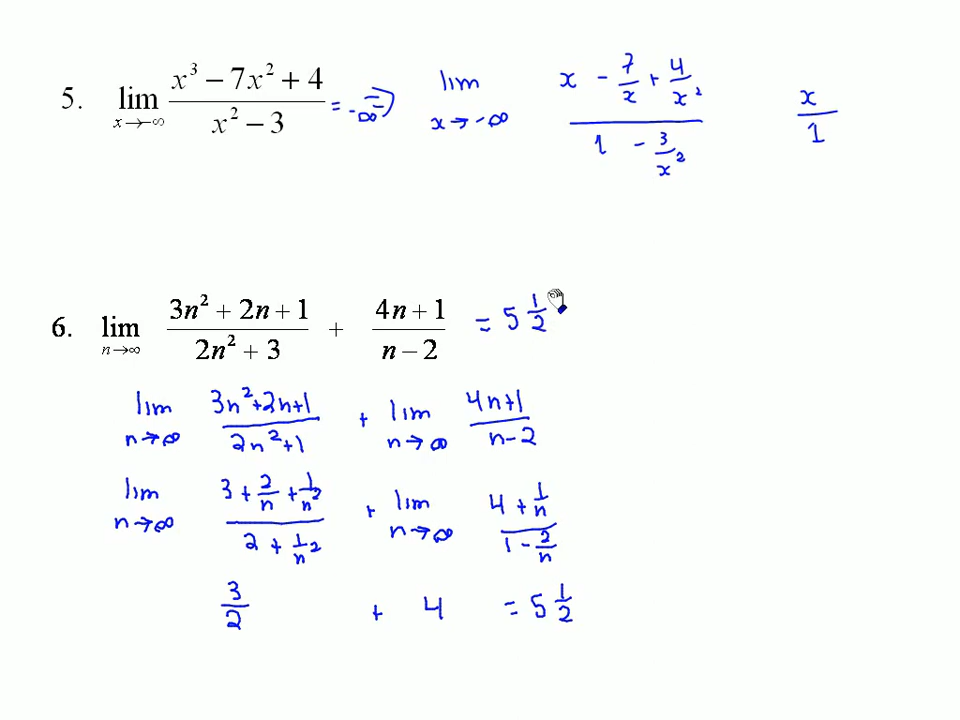 5. lim x→-∞ (x³ − 7x² + 4)/(x² − 3) = -∞ ⇒ lim x→-∞ (x − 7/x + 4/x²)/(1 − 3/x²) x/1
6. lim n→∞ (3n² + 2n + 1)/(2n² + 3) + (4n + 1)/(n − 2) = 5 1/2
lim n→∞ (3n²+2n+1)/(2n²+1) + lim n→∞ (4n+1)/(n-2)
lim n→∞ (3 + 2/n + 1/n²)/(2 + 1/n²) + lim n→∞ (4 + 1/n)/(1 - 2/n)
3/2 + 4 = 5 1/2